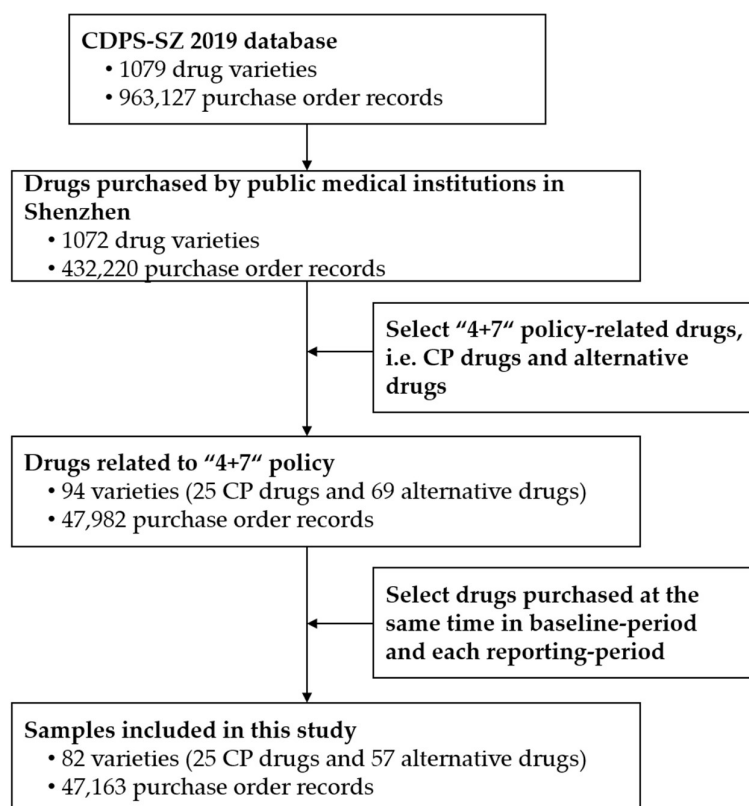 CDPS-SZ 2019 database
• 1079 drug varieties
• 963,127 purchase order records
Drugs purchased by public medical institutions in
Shenzhen
• 1072 drug varieties
• 432,220 purchase order records
Select “4+7“ policy-related drugs,
i.e. CP drugs and alternative
drugs
Drugs related to “4+7“ policy
• 94 varieties (25 CP drugs and 69 alternative drugs)
• 47,982 purchase order records
Select drugs purchased at the
same time in baseline-period
and each reporting-period
Samples included in this study
• 82 varieties (25 CP drugs and 57 alternative drugs)
• 47,163 purchase order records